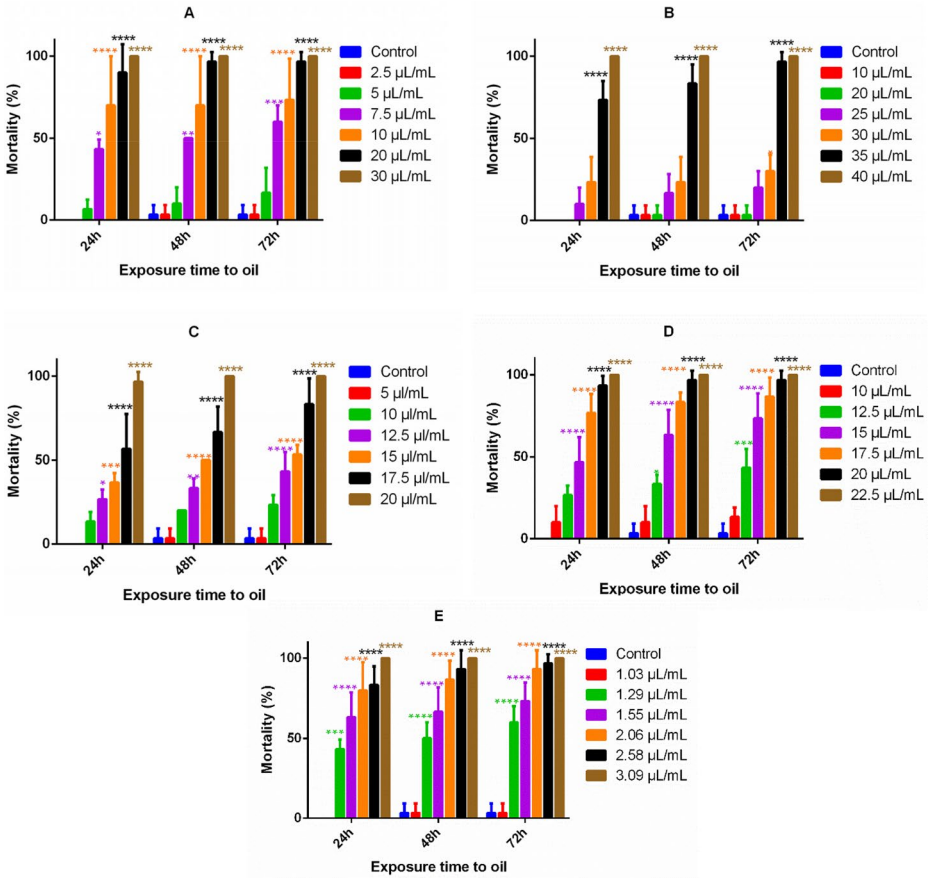 A
Mortality (%)
100
50
0
**** **** **** **** **** **** **** **** ****
* ** ***
24h 48h 72h
Exposure time to oil
Control
2.5 µL/mL
5 µL/mL
7.5 µL/mL
10 µL/mL
20 µL/mL
30 µL/mL
B
Mortality (%)
100
50
0
**** **** **** **** **** ****
*
24h 48h 72h
Exposure time to oil
Control
10 µL/mL
20 µL/mL
25 µL/mL
30 µL/mL
35 µL/mL
40 µL/mL
C
Mortality (%)
100
50
0
* *** **** ****
** **** **** ****
**** **** **** ****
24h 48h 72h
Exposure time to oil
Control
5 µL/mL
10 µl/mL
12.5 µl/mL
15 µl/mL
17.5 µl/mL
20 µl/mL
D
Mortality (%)
100
50
0
**** **** **** ****
* **** **** **** ****
*** **** **** **** ****
24h 48h 72h
Exposure time to oil
Control
10 µL/mL
12.5 µL/mL
15 µL/mL
17.5 µL/mL
20 µL/mL
22.5 µL/mL
E
Mortality (%)
100
50
0
*** **** **** **** ****
**** **** **** **** ****
**** **** **** **** ****
24h 48h 72h
Exposure time to oil
Control
1.03 µL/mL
1.29 µL/mL
1.55 µL/mL
2.06 µL/mL
2.58 µL/mL
3.09 µL/mL